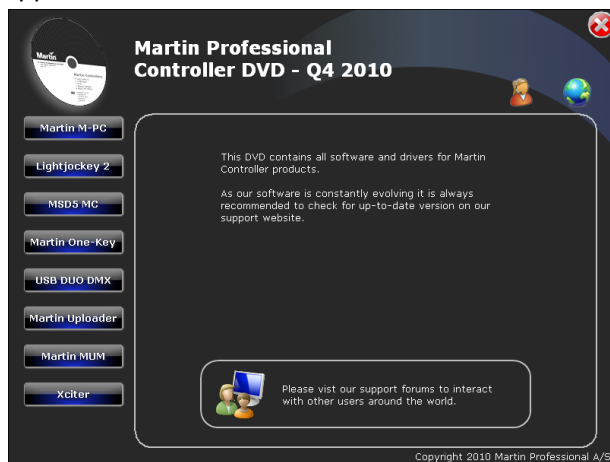 Martin
Martin Professional
Controller DVD - Q4 2010
Martin M-PC
Lightjockey 2
MSD5 MC
Martin One-Key
USB DUO DMX
Martin Uploader
Martin MUM
Xciter
This DVD contains all software and drivers for Martin
Controller products.
As our software is constantly evolving it is always
recommended to check for up-to-date version on our
support website.
Please vist our support forums to interact
with other users around the world.
Copyright 2010 Martin Professional A/S